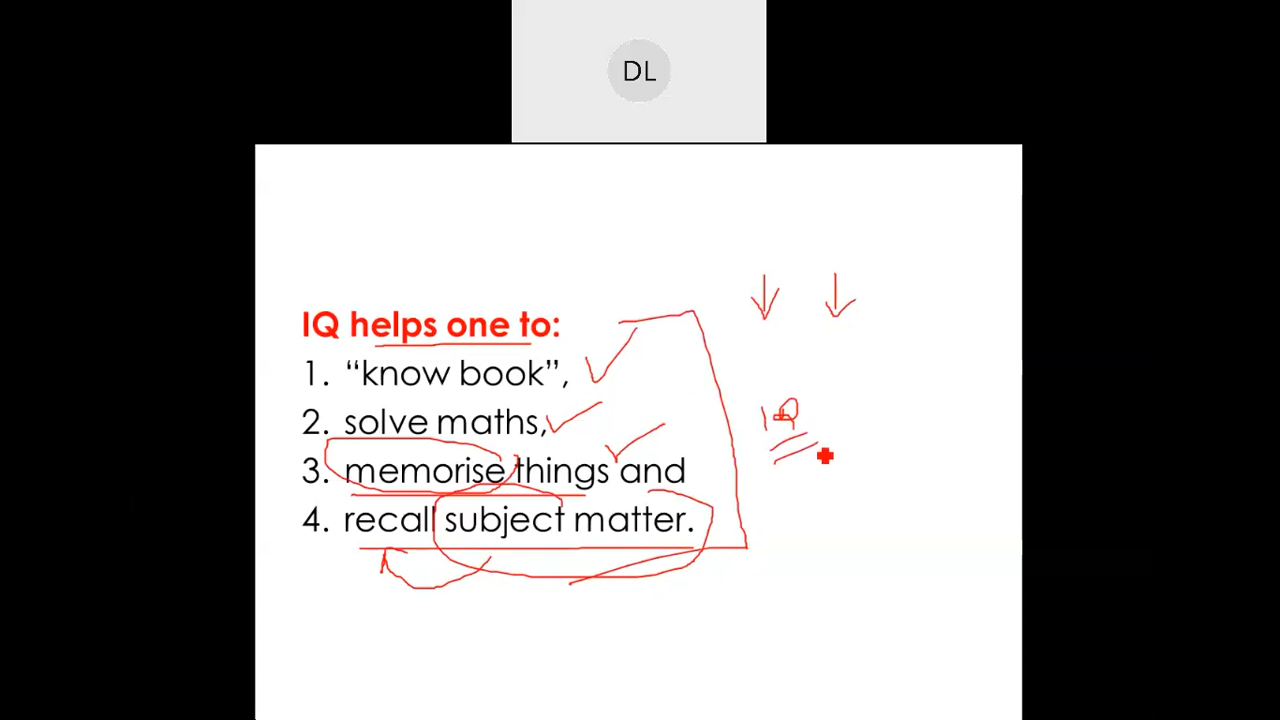 DL
IQ helps one to:
1. “know book”,
2. solve maths,
3. memorise things and
4. recall subject matter.
IQ